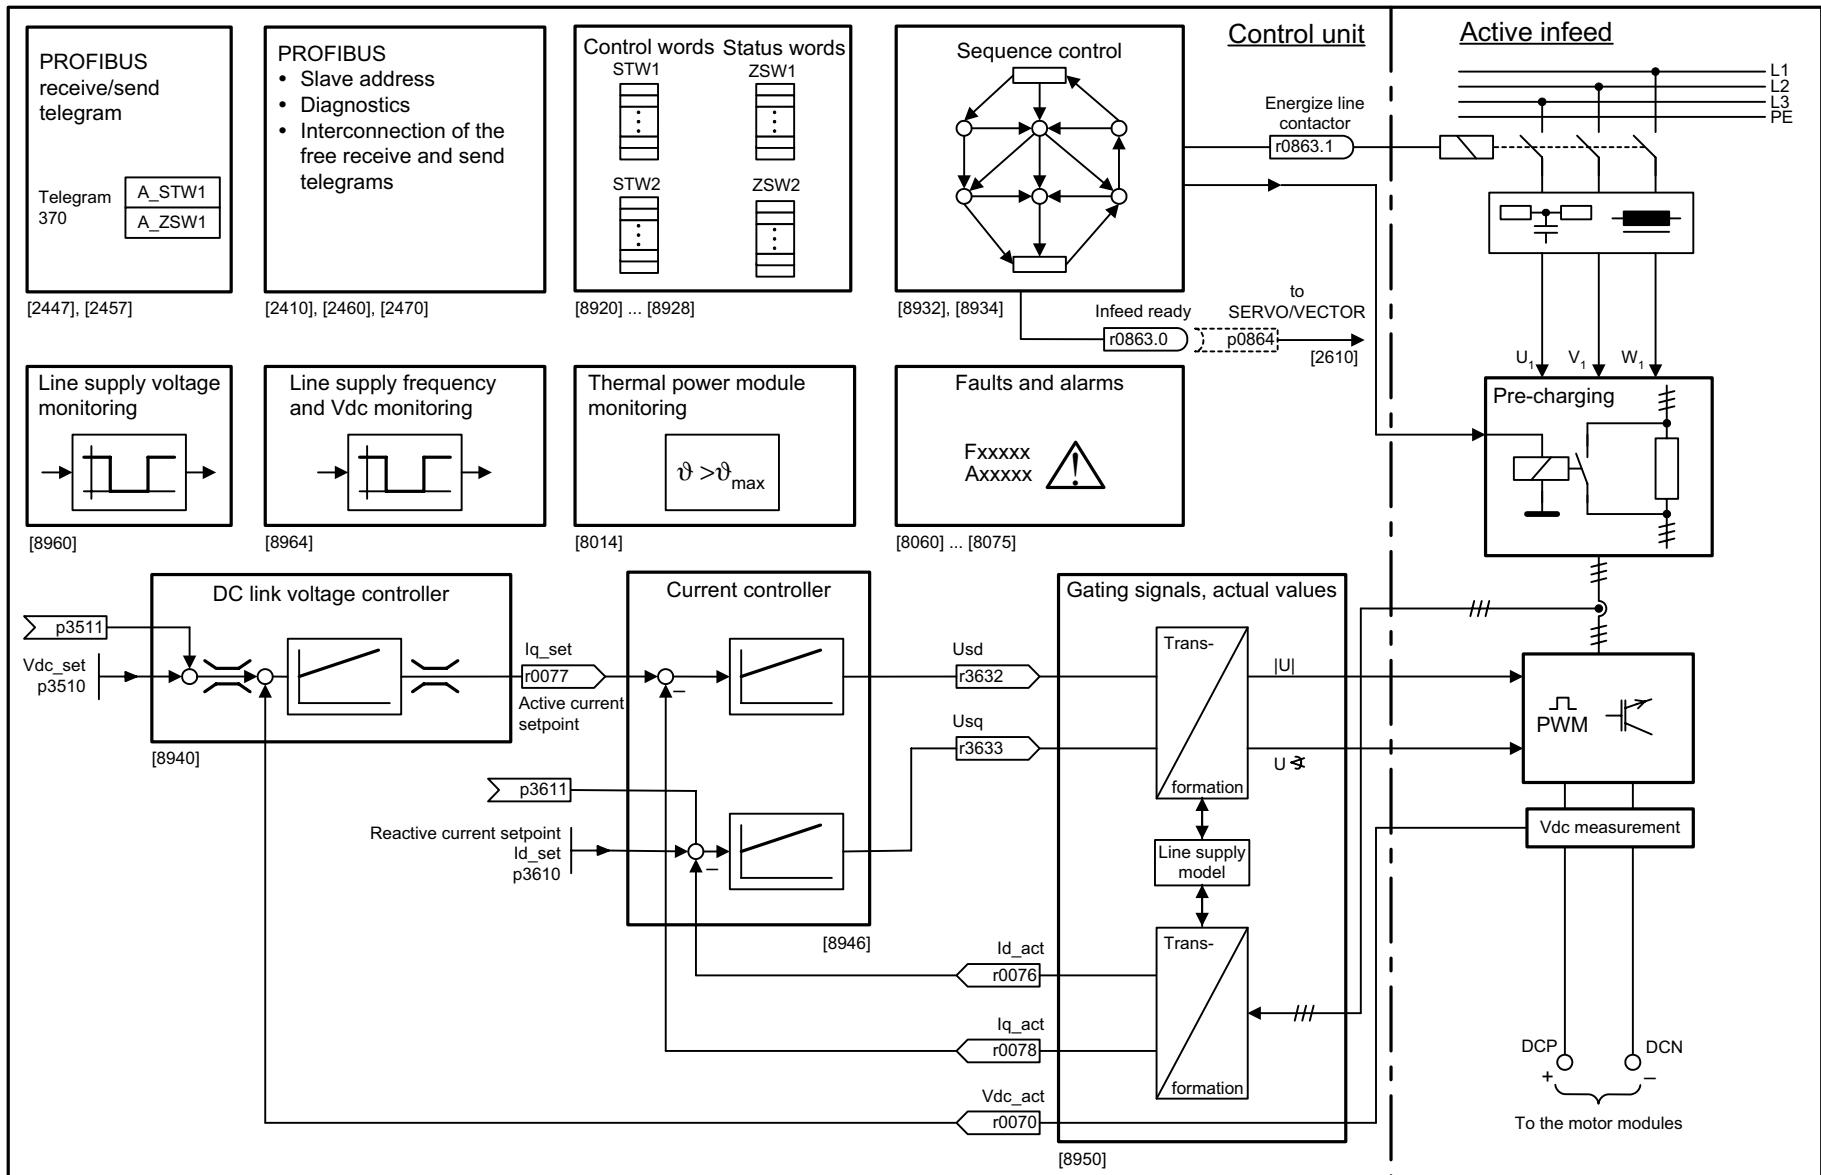 PROFIBUS
receive/send
telegram
Telegram
370
A_STW1
A_ZSW1
[2447], [2457]
PROFIBUS
• Slave address
• Diagnostics
• Interconnection of the
free receive and send
telegrams
[2410], [2460], [2470]
Control words
Status words
STW1
ZSW1
STW2
ZSW2
[8920] ... [8928]
Sequence control
[8932], [8934]
Control unit
Energize line
contactor
r0863.1
Infeed ready
r0863.0
to
SERVO/VECTOR
p0864
[2610]
Active infeed
L1
L2
L3
PE
U1
V1
W1
Pre-charging
Line supply voltage
monitoring
[8960]
Line supply frequency
and Vdc monitoring
[8964]
Thermal power module
monitoring
ϑ >ϑmax
[8014]
Faults and alarms
Fxxxxx
Axxxxx
!
[8060] ... [8075]
DC link voltage controller
p3511
Vdc_set
p3510
[8940]
Iq_set
r0077
Active current
setpoint
Current controller
–
–
p3611
Reactive current setpoint
Id_set
p3610
[8946]
Usd
r3632
Usq
r3633
Gating signals, actual values
Trans-
formation
|U|
U ∢
Line supply
model
Trans-
formation
Id_act
r0076
Iq_act
r0078
Vdc_act
r0070
[8950]
PWM
Vdc measurement
DCP
DCN
+
–
To the motor modules